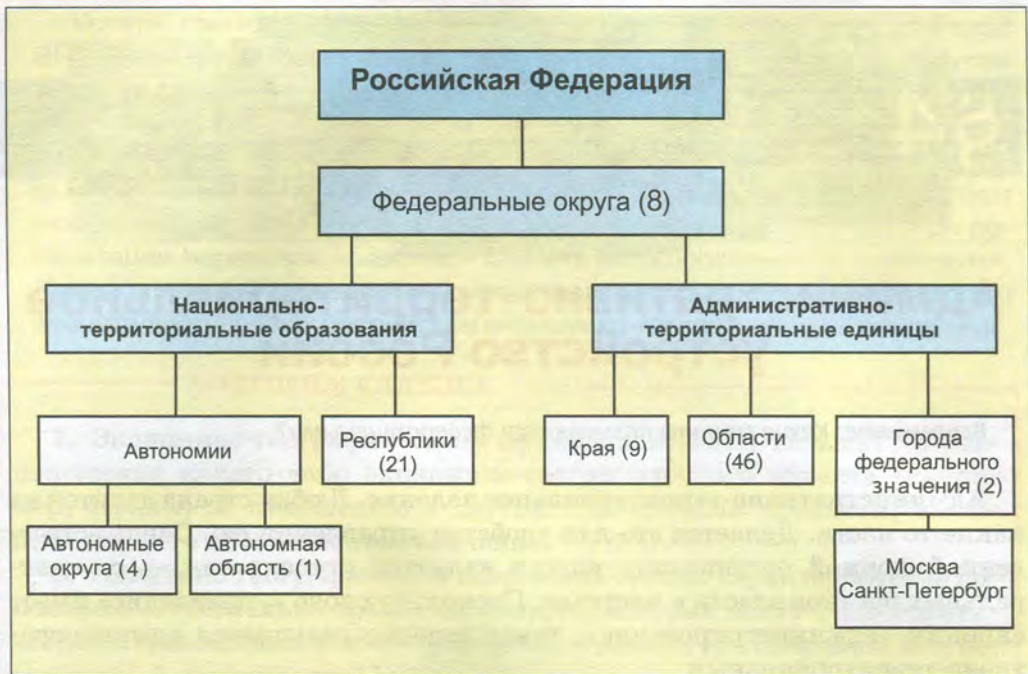 Российская Федерация
Федеральные округа (8)
Национально-
территориальные образования
Административно-
территориальные единицы
Автономии
Республики
(21)
Края (9)
Области
(46)
Города
федерального
значения (2)
Автономные
округа (4)
Автономная
область (1)
Москва
Санкт-Петербург